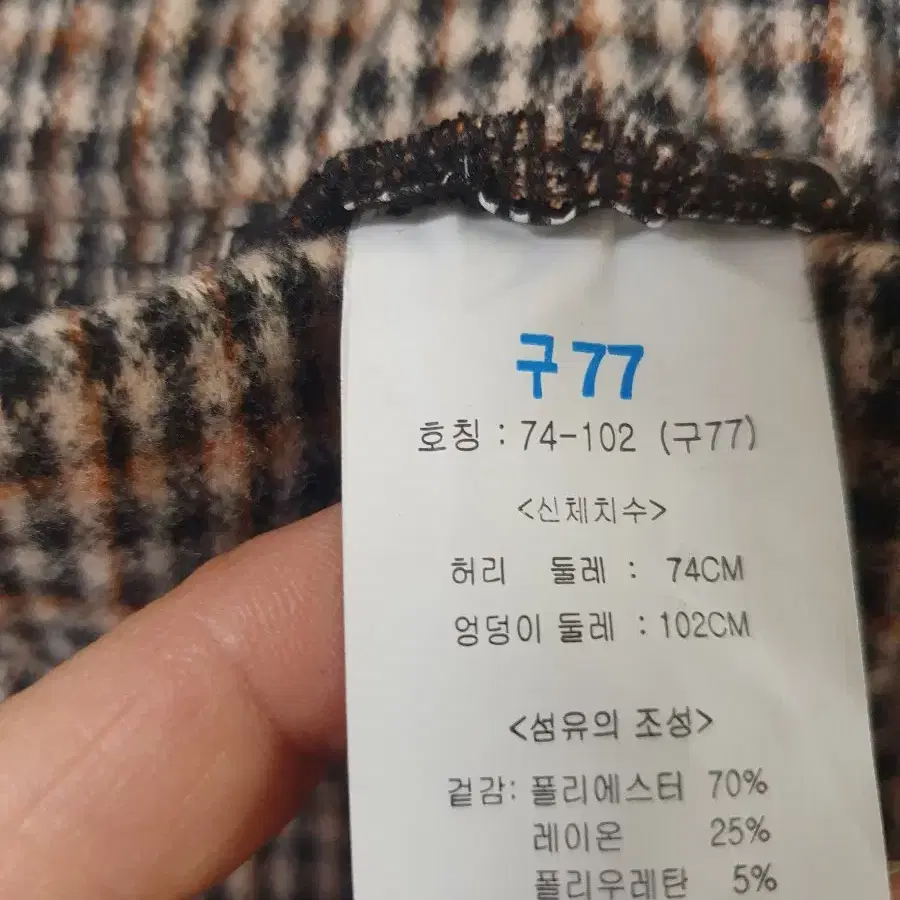 구77
호칭 : 74-102 (구77)
<신체치수>
허리 둘레 : 74CM
엉덩이 둘레 : 102CM
<섬유의 조성>
겉감: 폴리에스터 70%
레이온 25%
폴리우레탄 5%